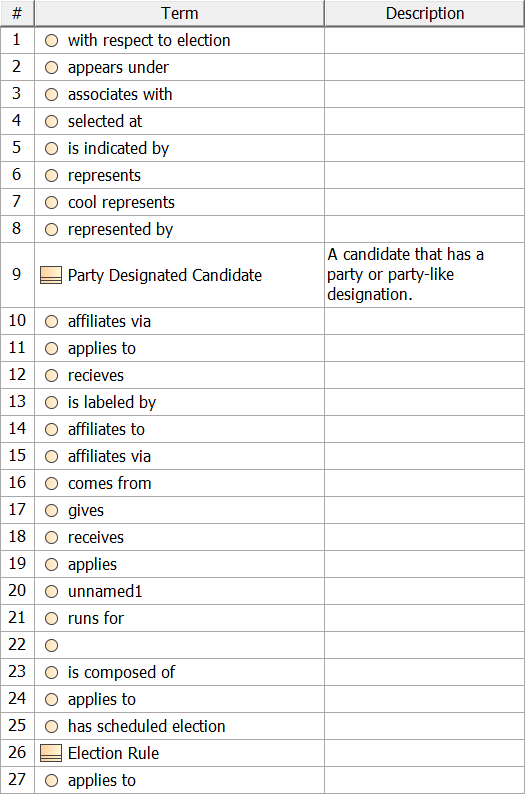 # Term Description
1 with respect to election
2 appears under
3 associates with
4 selected at
5 is indicated by
6 represents
7 cool represents
8 represented by
9 Party Designated Candidate A candidate that has a
party or party-like
designation.
10 affiliates via
11 applies to
12 recieves
13 is labeled by
14 affiliates to
15 affiliates via
16 comes from
17 gives
18 receives
19 applies
20 unnamed1
21 runs for
22
23 is composed of
24 applies to
25 has scheduled election
26 Election Rule
27 applies to